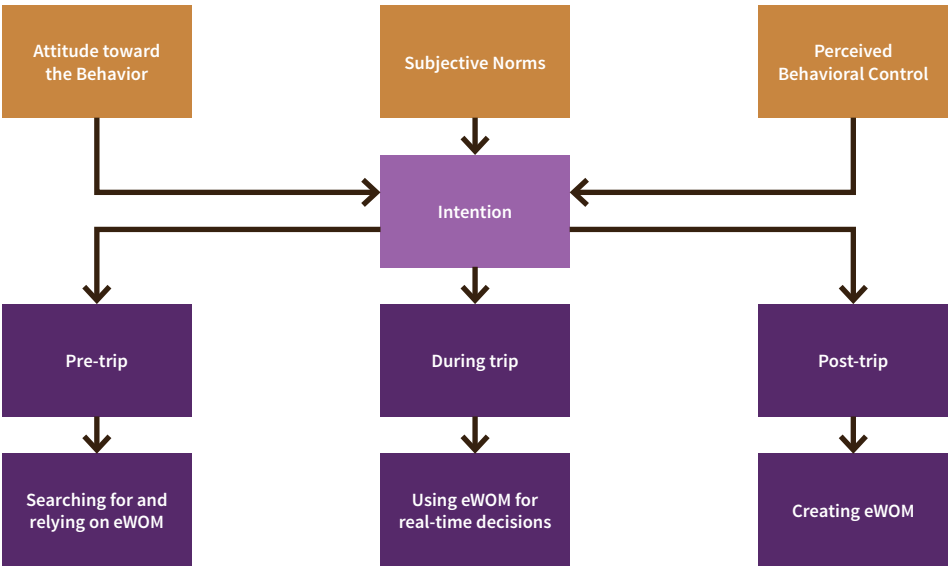 Attitude toward
the Behavior
Subjective Norms
Perceived
Behavioral Control
Intention
Pre-trip
During trip
Post-trip
Searching for and
relying on eWOM
Using eWOM for
real-time decisions
Creating eWOM